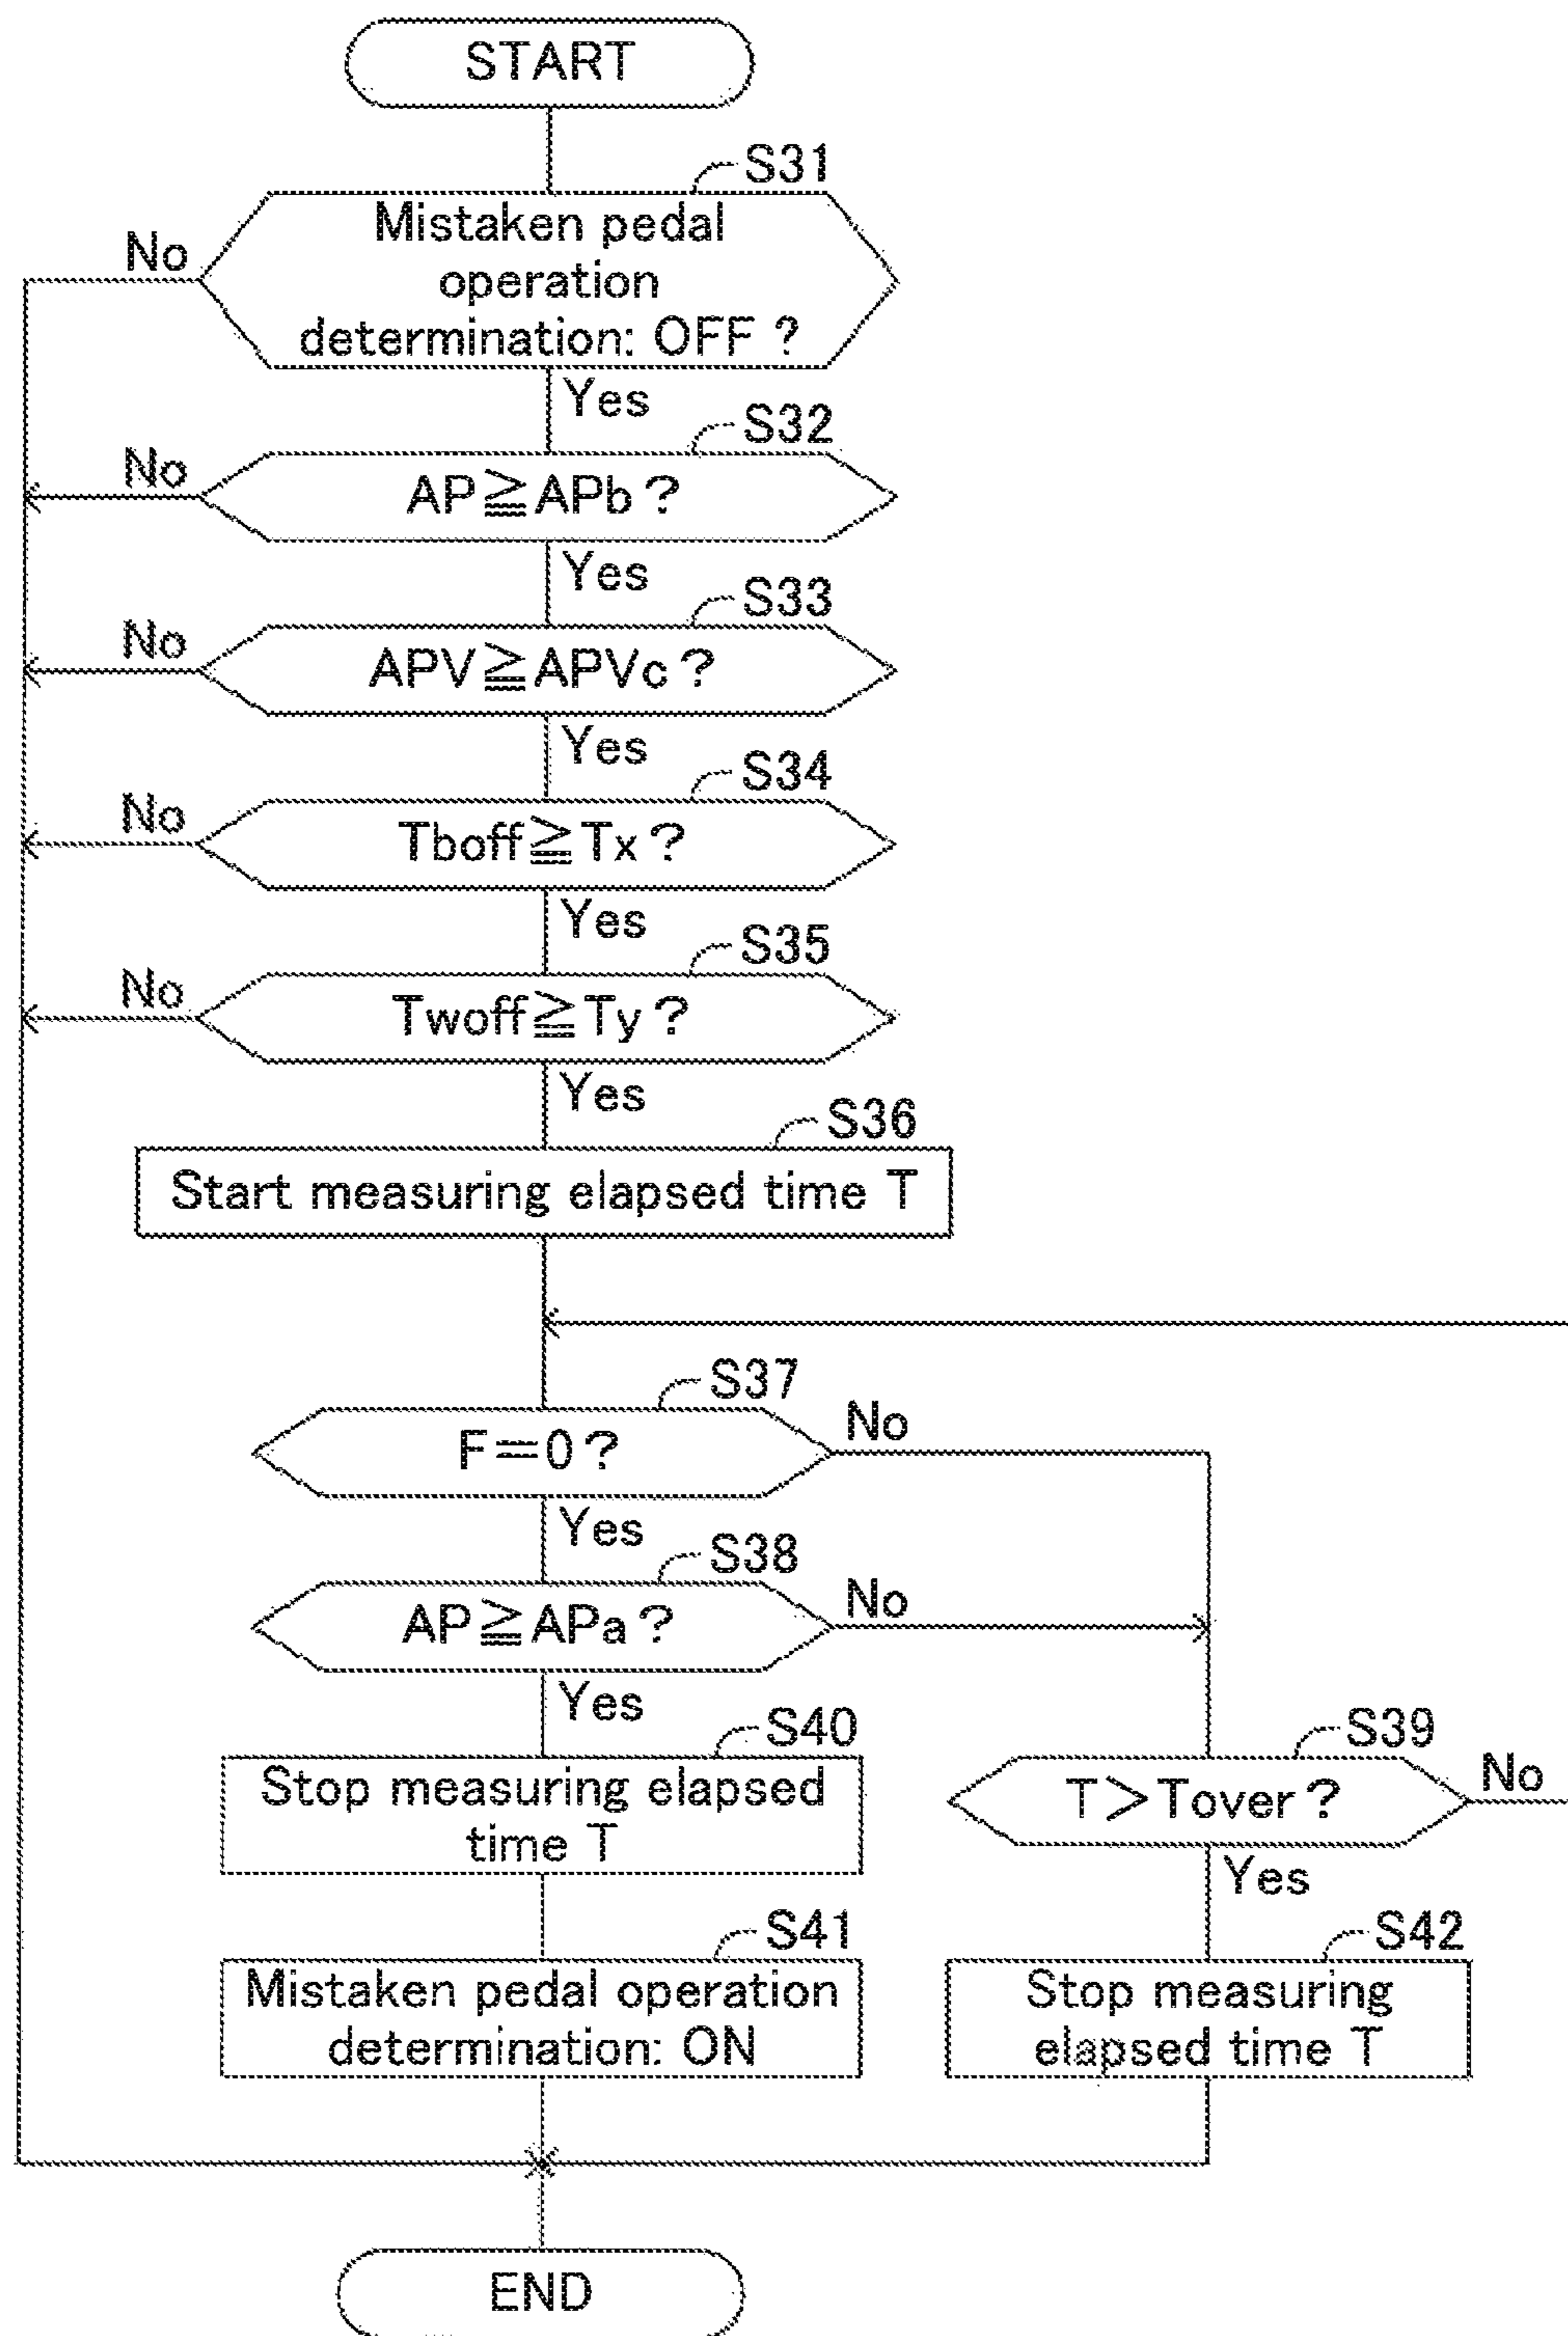 START
S31
Mistaken pedal
operation
determination: OFF ?
No
Yes
S32
AP≧APb ?
No
Yes
S33
APV≧APVc ?
No
Yes
S34
Tboff≧Tx ?
No
Yes
S35
Twoff≧Ty ?
No
Yes
S36
Start measuring elapsed time T
S37
F=0 ?
No
Yes
S38
AP≧APa ?
No
Yes
S40
Stop measuring elapsed
time T
S39
T>Tover ?
No
Yes
S41
Mistaken pedal operation
determination: ON
S42
Stop measuring
elapsed time T
END